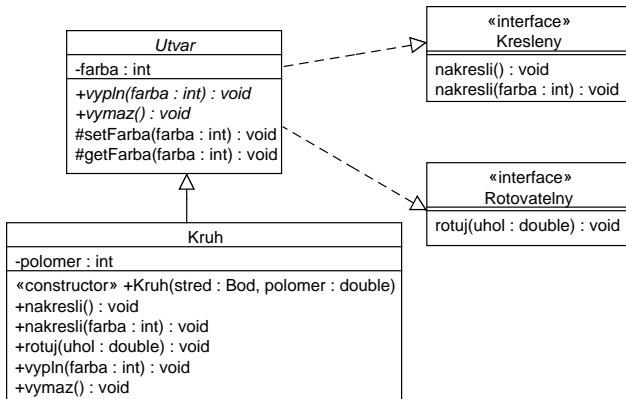 Utvar
-farba : int
+vypln(farba : int) : void
+vymaz() : void
#setFarba(farba : int) : void
#getFarba(farba : int) : void
«interface»
Kresleny
nakresli() : void
nakresli(farba : int) : void
«interface»
Rotovatelny
rotuj(uhol : double) : void
Kruh
-polomer : int
«constructor» +Kruh(stred : Bod, polomer : double)
+nakresli() : void
+nakresli(farba : int) : void
+rotuj(uhol : double) : void
+vypln(farba : int) : void
+vymaz() : void